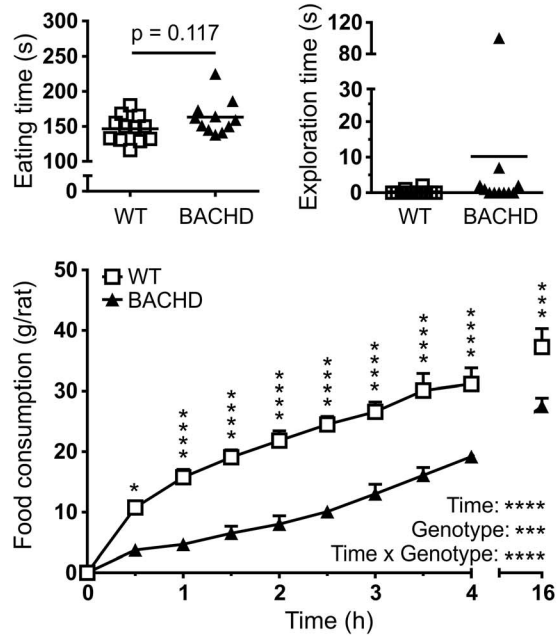 p = 0.117
Eating time (s)
300
250
200
150
100
0
WT BACHD
Exploration time (s)
120
80
30
20
10
0
WT BACHD
Food consumption (g/rat)
50
40
30
20
10
0
WT
BACHD
*
****
****
****
****
****
****
****
***
Time: ****
Genotype: ***
Time x Genotype: ****
0 1 2 3 4 16
Time (h)